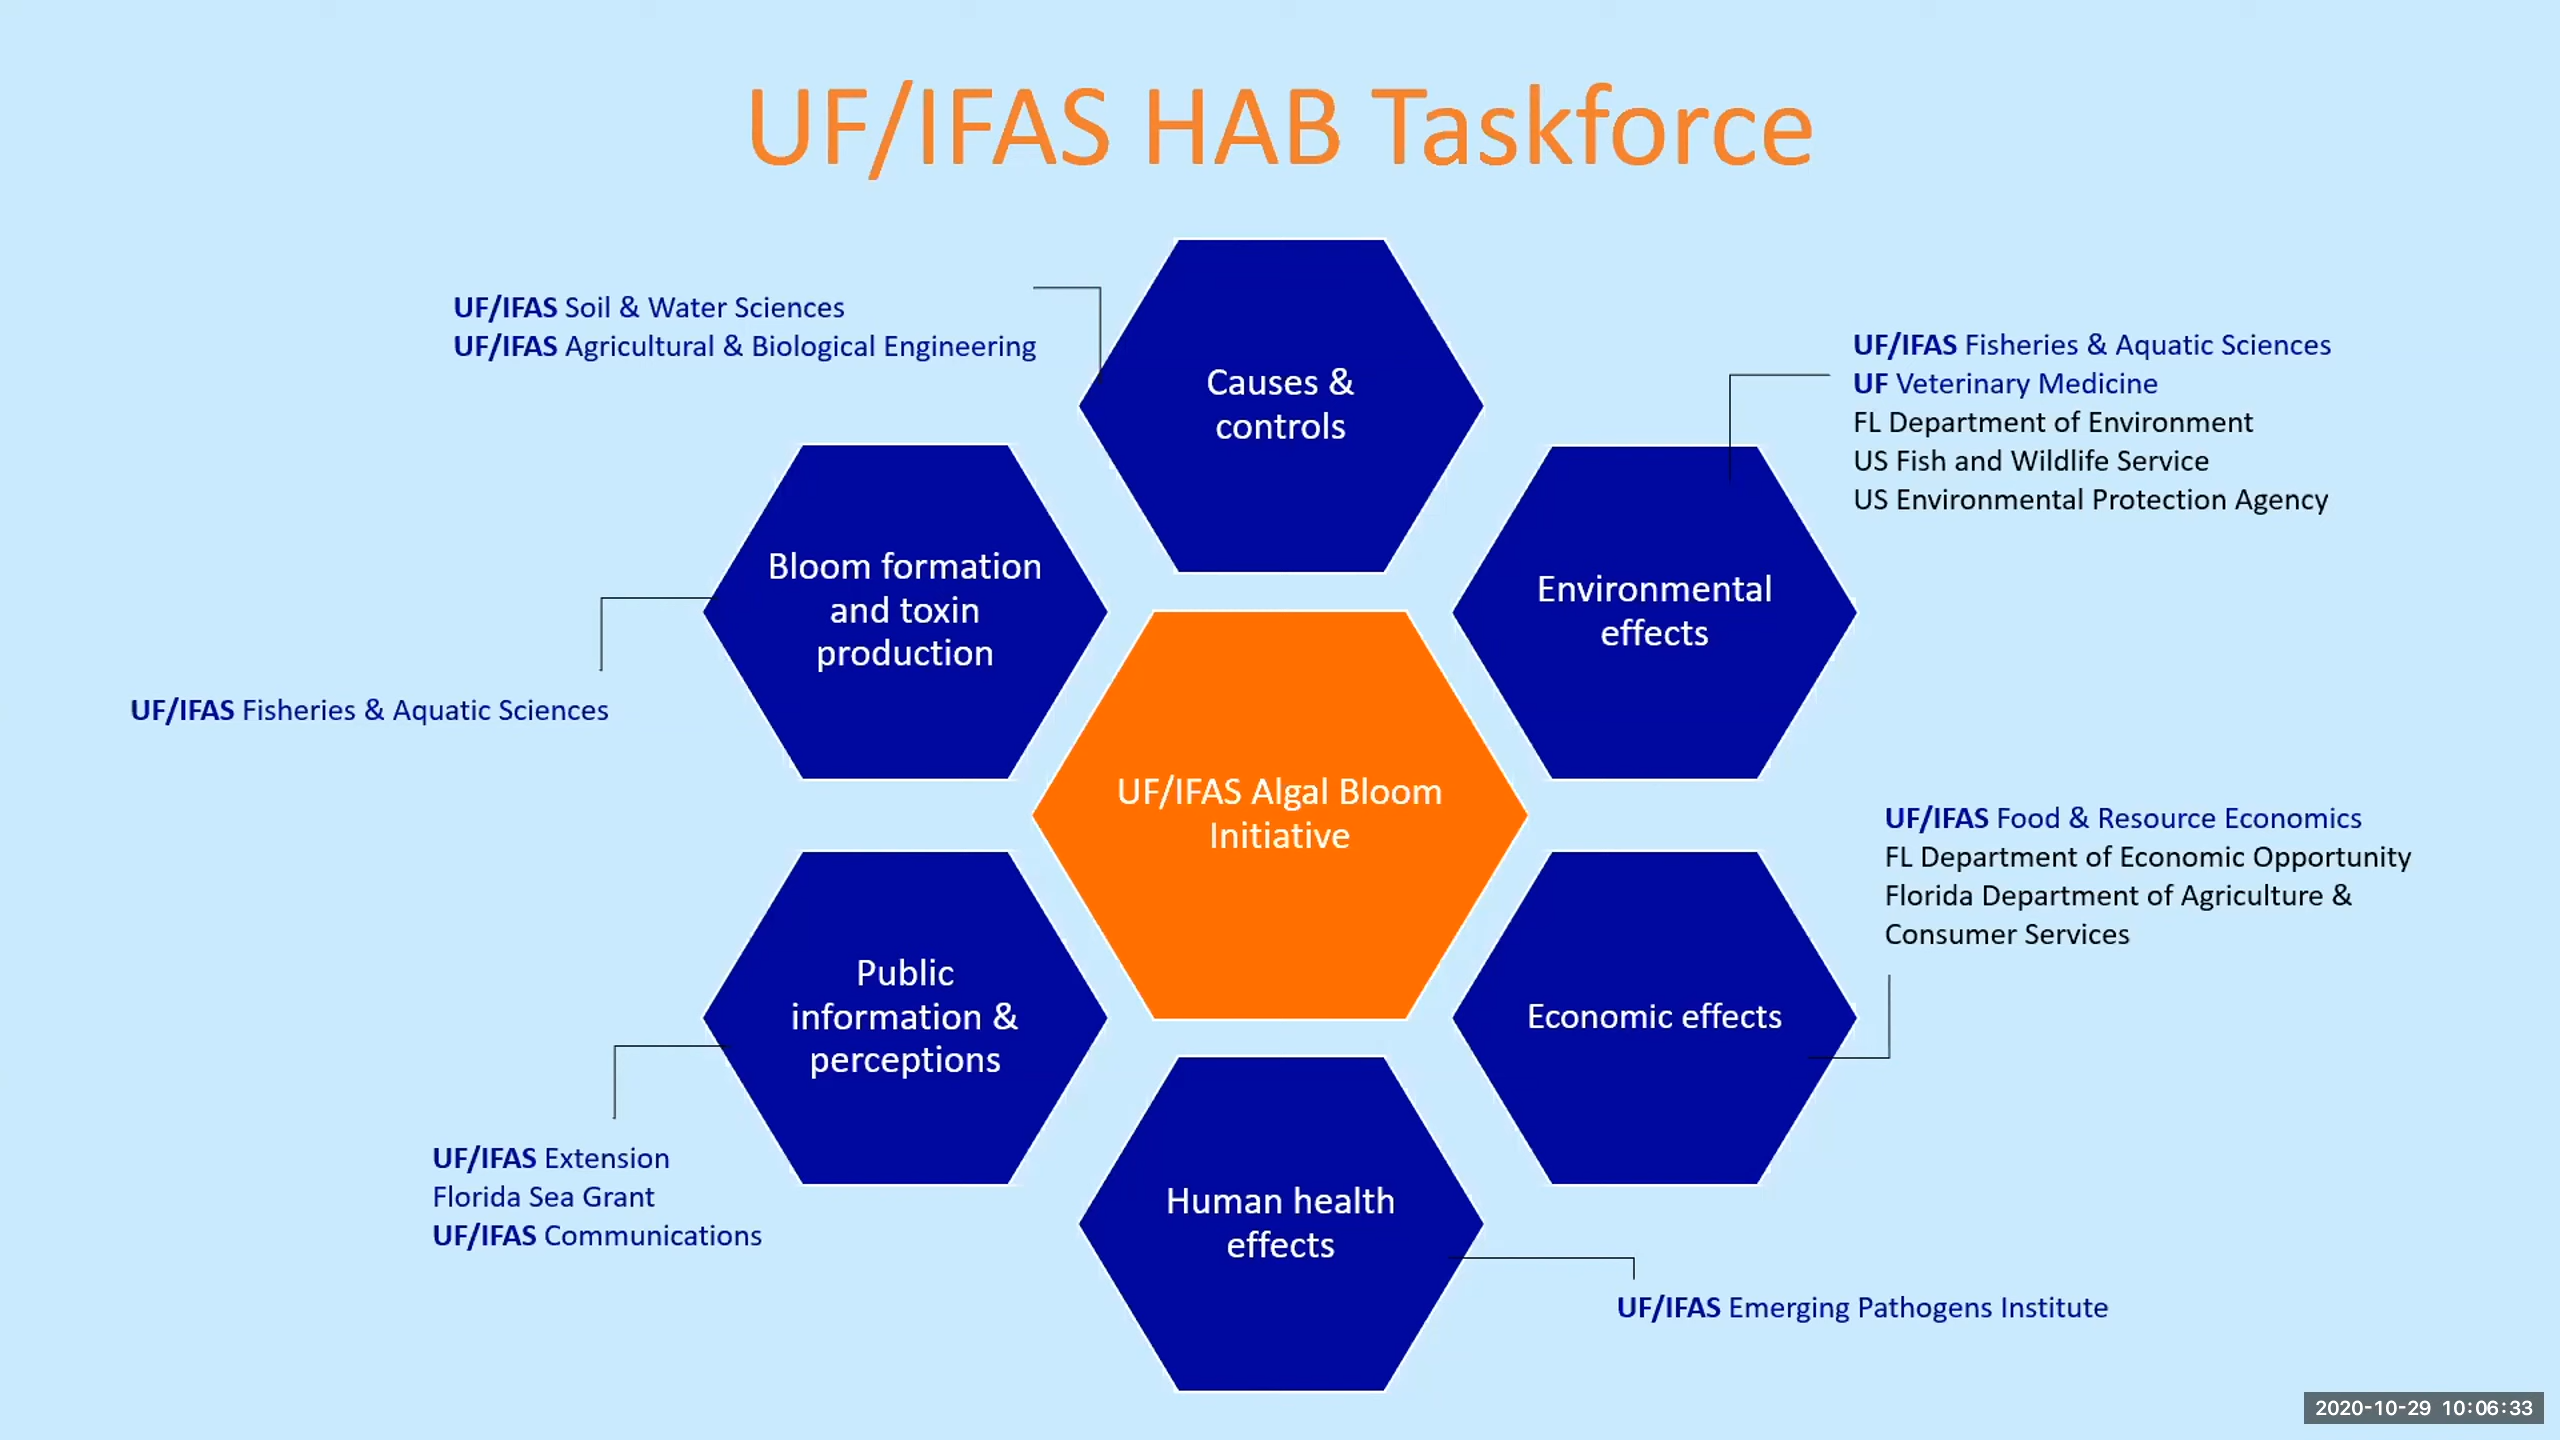 UF/IFAS HAB Taskforce
UF/IFAS Soil & Water Sciences
UF/IFAS Agricultural & Biological Engineering
Causes &
controls
UF/IFAS Fisheries & Aquatic Sciences
UF Veterinary Medicine
FL Department of Environment
US Fish and Wildlife Service
US Environmental Protection Agency
Bloom formation
and toxin
production
Environmental
effects
UF/IFAS Fisheries & Aquatic Sciences
UF/IFAS Algal Bloom
Initiative
UF/IFAS Food & Resource Economics
FL Department of Economic Opportunity
Florida Department of Agriculture &
Consumer Services
Public
information &
perceptions
Economic effects
UF/IFAS Extension
Florida Sea Grant
UF/IFAS Communications
Human health
effects
UF/IFAS Emerging Pathogens Institute
2020-10-29 10:06:33